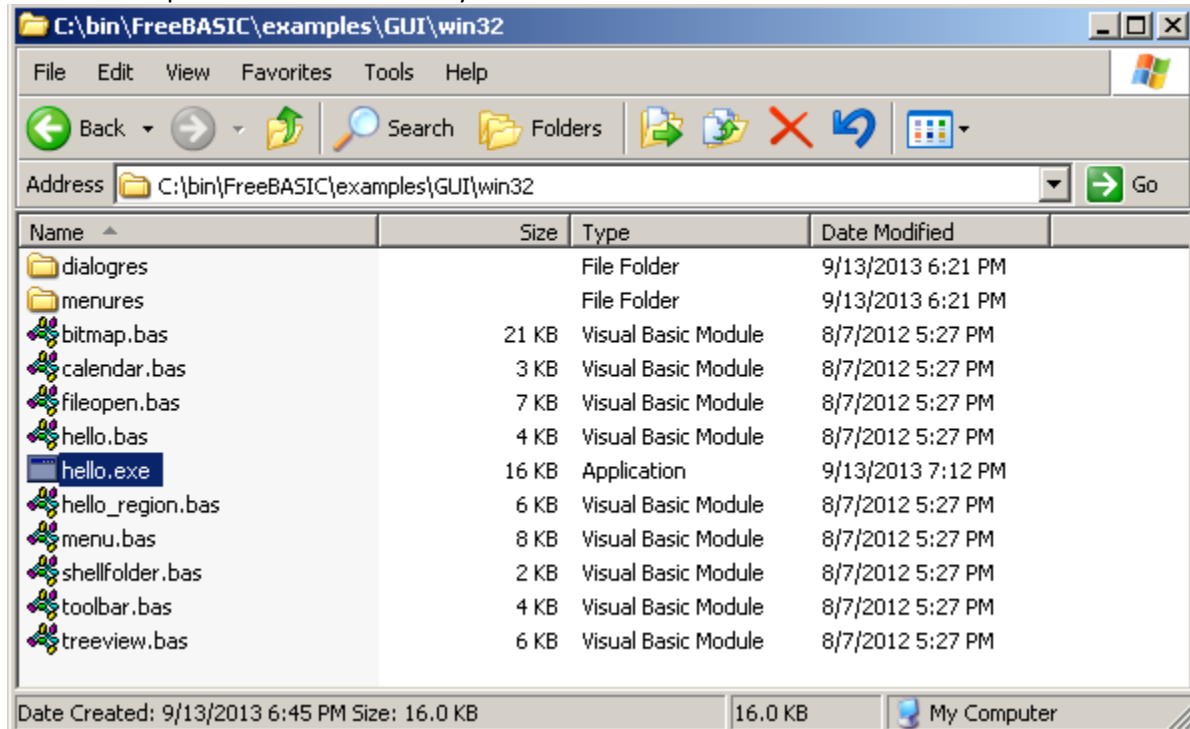 C:\bin\FreeBASIC\examples\GUI\win32
File Edit View Favorites Tools Help
Back Search Folders
Address C:\bin\FreeBASIC\examples\GUI\win32 Go
Name Size Type Date Modified
dialogres File Folder 9/13/2013 6:21 PM
menures File Folder 9/13/2013 6:21 PM
bitmap.bas 21 KB Visual Basic Module 8/7/2012 5:27 PM
calendar.bas 3 KB Visual Basic Module 8/7/2012 5:27 PM
fileopen.bas 7 KB Visual Basic Module 8/7/2012 5:27 PM
hello.bas 4 KB Visual Basic Module 8/7/2012 5:27 PM
hello.exe 16 KB Application 9/13/2013 7:12 PM
hello_region.bas 6 KB Visual Basic Module 8/7/2012 5:27 PM
menu.bas 8 KB Visual Basic Module 8/7/2012 5:27 PM
shellfolder.bas 2 KB Visual Basic Module 8/7/2012 5:27 PM
toolbar.bas 4 KB Visual Basic Module 8/7/2012 5:27 PM
treeview.bas 6 KB Visual Basic Module 8/7/2012 5:27 PM
Date Created: 9/13/2013 6:45 PM Size: 16.0 KB 16.0 KB My Computer